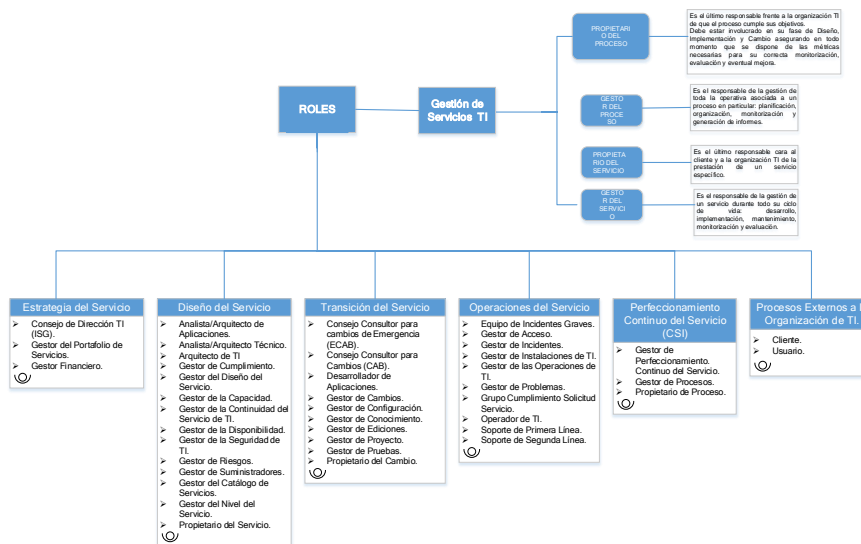 PROPIETARI
O DEL
PROCESO
Es el último responsable frente a la organización TI
de que el proceso cumple sus objetivos.
Debe estar involucrado en su fase de Diseño,
Implementación y Cambio asegurando en todo
momento que se dispone de las méticas
necesarias para su correcta monitorización,
evaluación y eventual mejora.
ROLES
Gestión de
Servicios TI
GESTO
R DEL
PROCE
SO
Es el responsable de la gestión de
toda la operativa asociada a un
proceso en particular: planificación,
organización, monitorización y
generación de informes.
PROPIETA
RIO DEL
SERVICIO
Es el último responsable cara al
cliente y a la organización TI de la
prestación de un servicio
específico.
GESTO
R DEL
SERVICI
O
Es el responsable de la gestión de
un servicio durante todo su ciclo
de vida: desarrollo,
implementación, mantenimiento,
monitorización y evaluación.
Estrategia del Servicio
Consejo de Dirección TI
(ISG).
Gestor del Portafolio de
Servicios.
Gestor Financiero.
Diseño del Servicio
Analista/Arquitecto de
Aplicaciones.
Analista/Arquitecto Técnico.
Arquitecto de TI
Gestor de Cumplimiento.
Gestor del Diseño del
Servicio.
Gestor de la Capacidad.
Gestor de la Continuidad del
Servicio de TI.
Gestor de la Disponibilidad.
Gestor de la Seguridad de
TI.
Gestor de Riesgos.
Gestor de Suministradores.
Gestor del Catálogo de
Servicios.
Gestor del Nivel del
Servicio.
Propietario del Servicio.
Transición del Servicio
Consejo Consultor para
cambios de Emergencia
(ECAB).
Consejo Consultor para
Cambios (CAB).
Desarrollador de
Aplicaciones.
Gestor de Cambios.
Gestor de Configuración.
Gestor de Conocimiento.
Gestor de Ediciones.
Gestor de Proyecto.
Gestor de Pruebas.
Propietario del Cambio.
Operaciones del Servicio
Equipo de Incidentes Graves.
Gestor de Acceso.
Gestor de Incidentes.
Gestor de Instalaciones de TI.
Gestor de las Operaciones de
TI.
Gestor de Problemas.
Grupo Cumplimiento Solicitud
Servicio.
Operador de TI.
Soporte de Primera Línea.
Soporte de Segunda Línea.
Perfeccionamiento
Continuo del Servicio
(CSI)
Gestor de
Perfeccionamiento.
Continuo del Servicio.
Gestor de Procesos.
Propietario de Proceso.
Procesos Externos a l
Organización de TI.
Cliente.
Usuario.